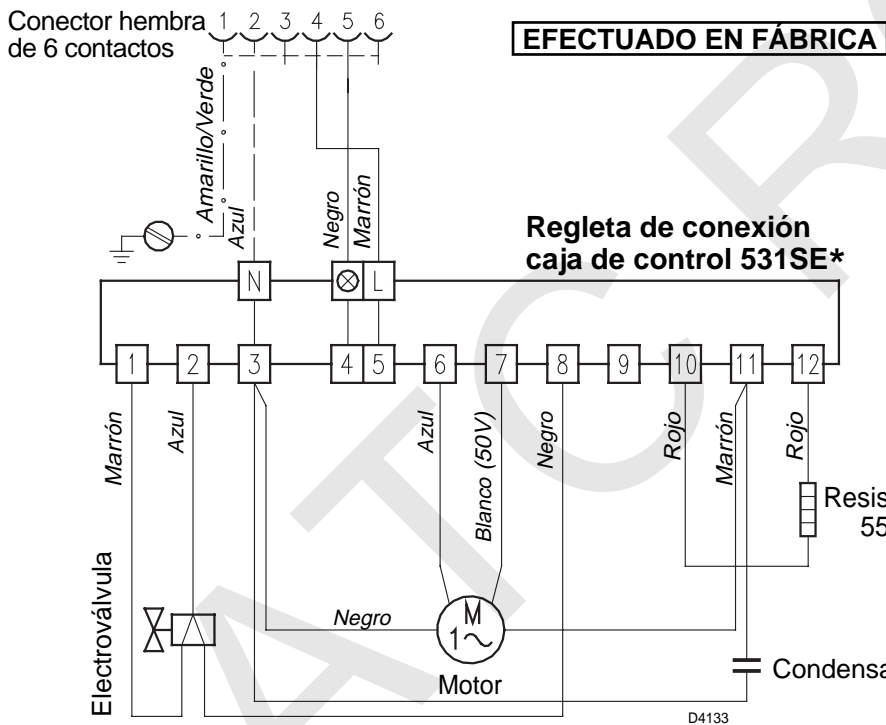 Conector hembra
de 6 contactos
1 2 3 4 5 6
EFECTUADO EN FÁBRICA
Amarillo/Verde
Azul
Negro
Marrón
Regleta de conexión
caja de control 531SE*
N
L
1 2 3 4 5 6 7 8 9 10 11 12
Marrón
Azul
Azul
Blanco (50V)
Negro
Rojo
Marrón
Rojo
Electroválvula
Negro
M
1~
Motor
D4133